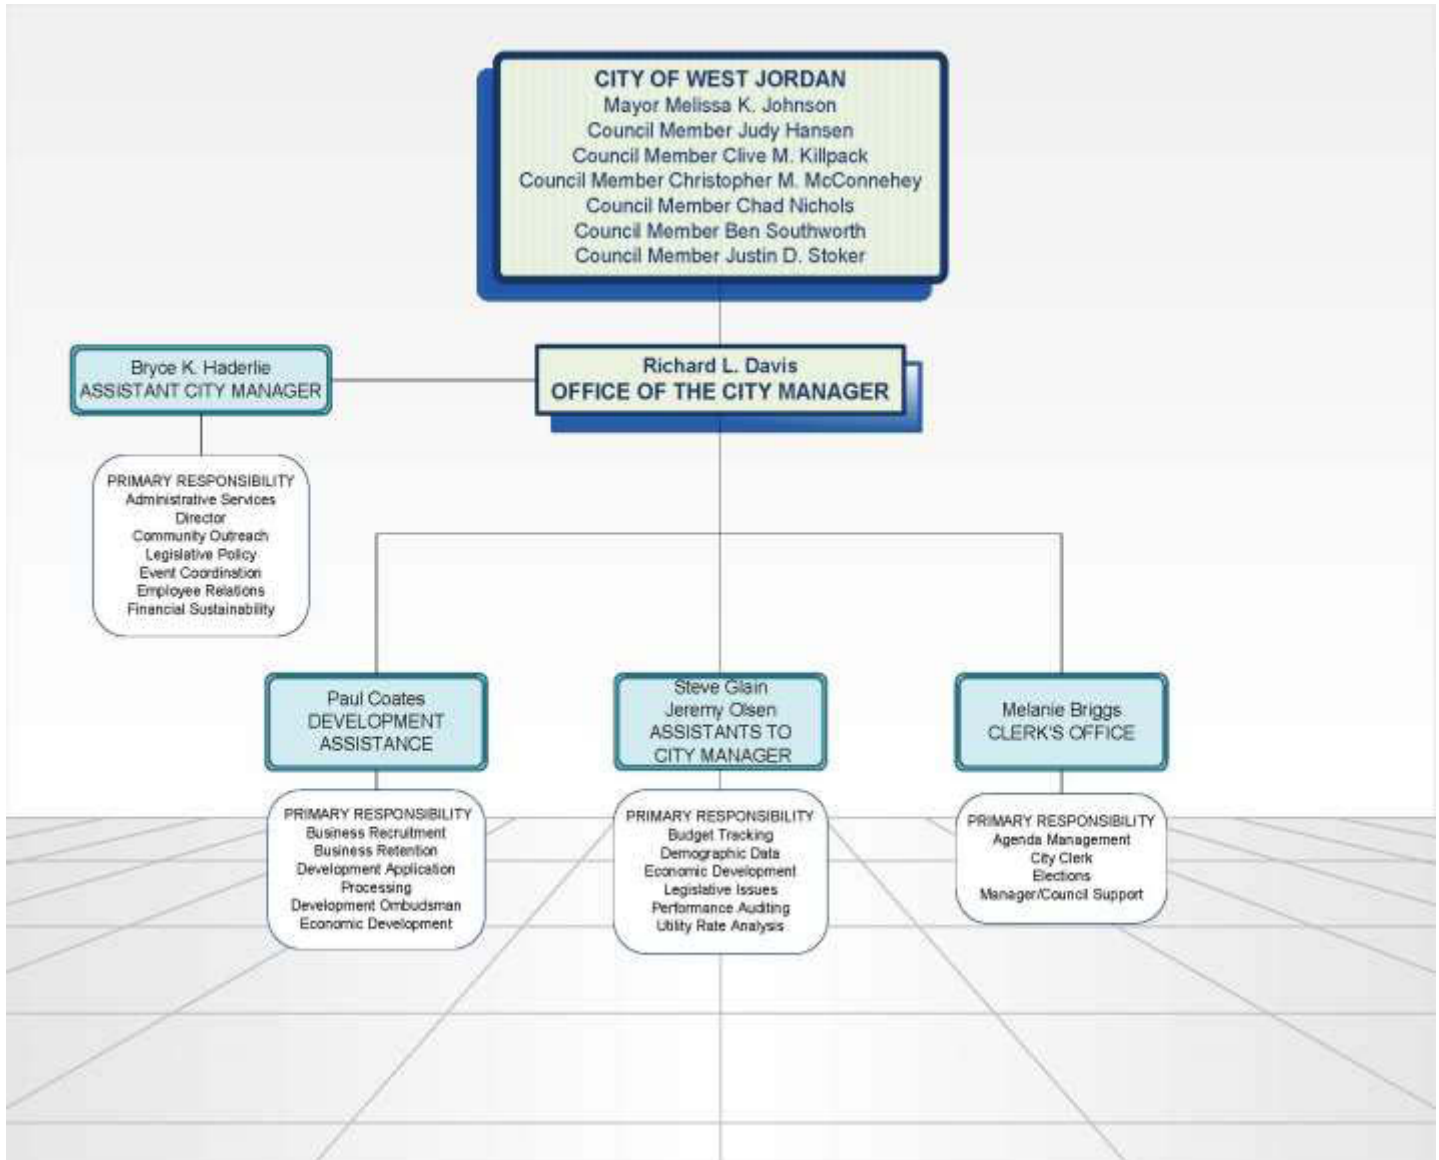 CITY OF WEST JORDAN
Mayor Melissa K. Johnson
Council Member Judy Hansen
Council Member Clive M. Killpack
Council Member Christopher M. McConnehey
Council Member Chad Nichols
Council Member Ben Southworth
Council Member Justin D. Stoker
Richard L. Davis
OFFICE OF THE CITY MANAGER
Bryce K. Haderlie
ASSISTANT CITY MANAGER
PRIMARY RESPONSIBILITY
Administrative Services
Director
Community Outreach
Legislative Policy
Event Coordination
Employee Relations
Financial Sustainability
Paul Coates
DEVELOPMENT
ASSISTANCE
PRIMARY RESPONSIBILITY
Business Recruitment
Business Retention
Development Application
Processing
Development Ombudsman
Economic Development
Steve Glain
Jeremy Olsen
ASSISTANTS TO
CITY MANAGER
PRIMARY RESPONSIBILITY
Budget Tracking
Demographic Data
Economic Development
Legislative Issues
Performance Auditing
Utility Rate Analysis
Melanie Briggs
CLERK'S OFFICE
PRIMARY RESPONSIBILITY
Agenda Management
City Clerk
Elections
Manager/Council Support